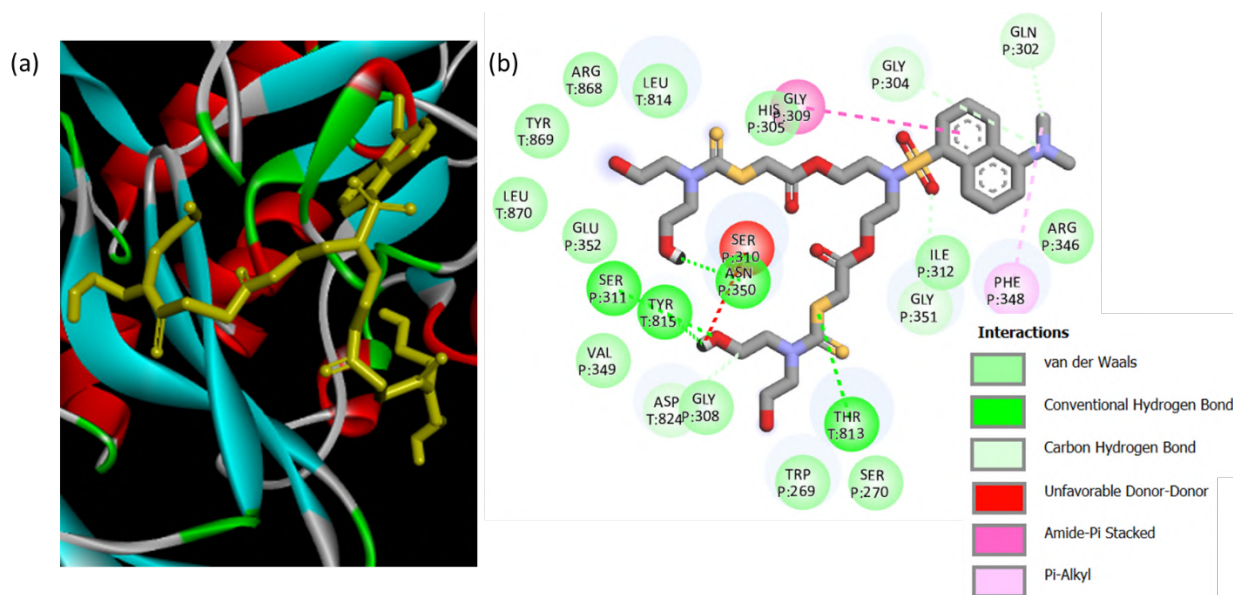 (a)
(b)
GLN
P:302
GLY
P:304
ARG
T:868
LEU
T:814
HIS
P:305
GLY
P:309
TYR
T:869
LEU
T:870
GLU
P:352
SER
P:310
ASN
P:350
ILE
P:312
ARG
P:346
SER
P:311
TYR
T:815
GLY
P:351
PHE
P:348
VAL
P:349
ASP
T:824
GLY
P:308
THR
T:813
TRP
P:269
SER
P:270
Interactions
van der Waals
Conventional Hydrogen Bond
Carbon Hydrogen Bond
Unfavorable Donor-Donor
Amide-Pi Stacked
Pi-Alkyl